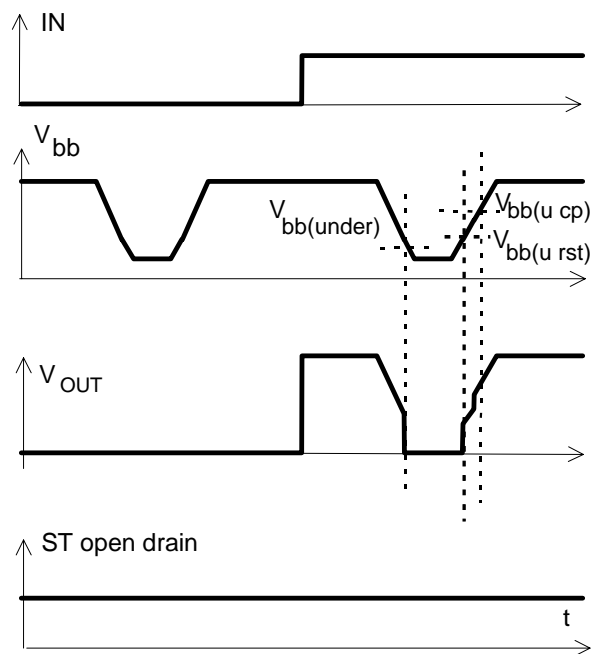 IN
V bb
V bb(under)
V bb(u cp)
V bb(u rst)
V OUT
ST open drain
t